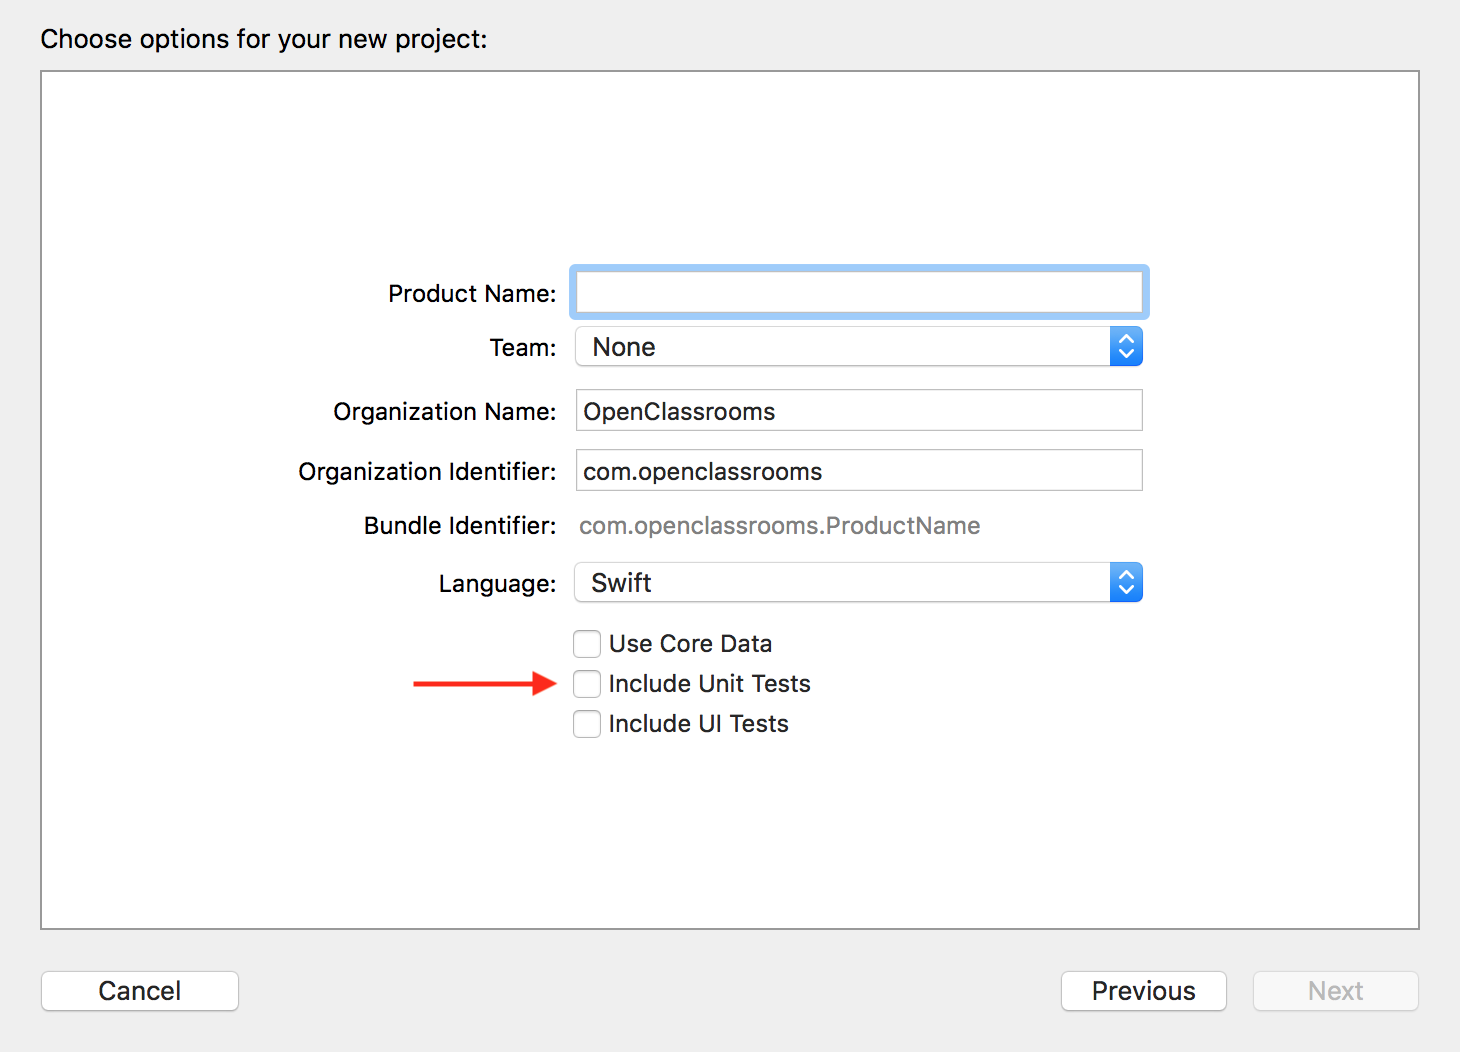 Choose options for your new project:
Product Name:
Team: None
Organization Name: OpenClassrooms
Organization Identifier: com.openclassrooms
Bundle Identifier: com.openclassrooms.ProductName
Language: Swift
Use Core Data
Include Unit Tests
Include UI Tests
Cancel Previous Next